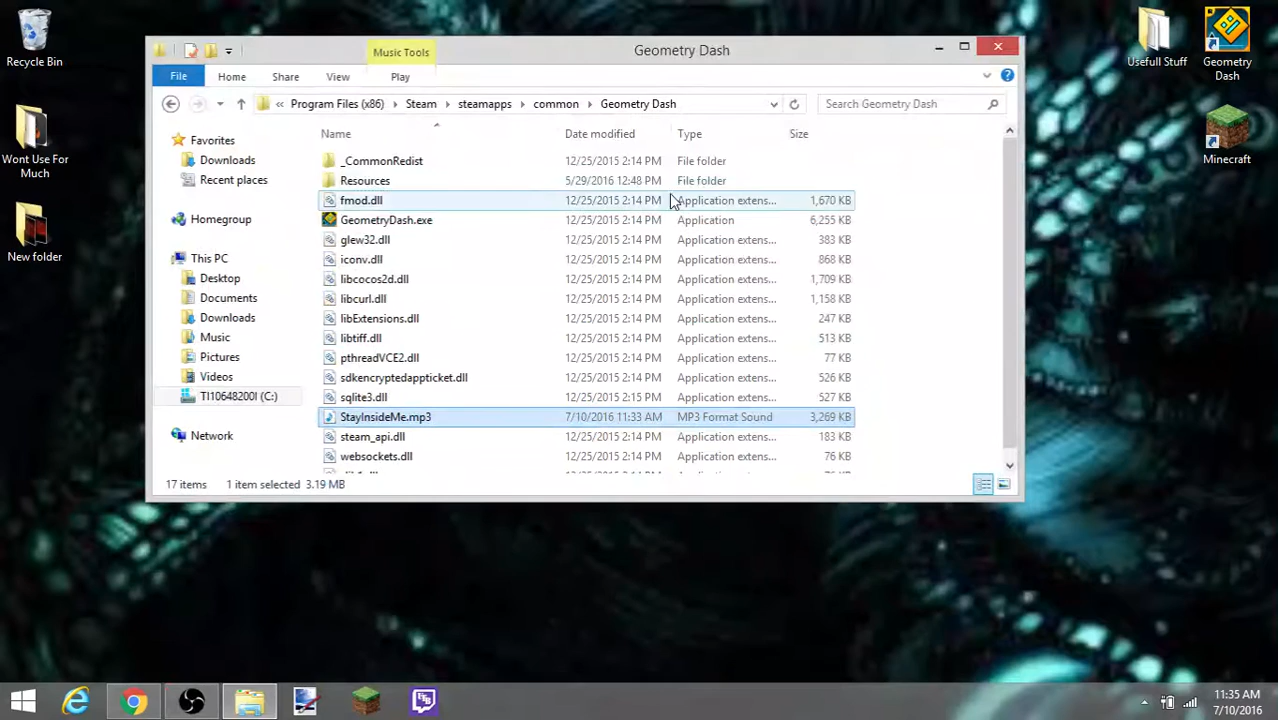 Recycle Bin
Wont Use For
Much
New folder
Usefull Stuff
Geometry
Dash
Minecraft
Music Tools
Geometry Dash
File Home Share View Play
« Program Files (x86) Steam steamapps common Geometry Dash
Search Geometry Dash
Name Date modified Type Size
Favorites
Downloads
Recent places
Homegroup
This PC
Desktop
Documents
Downloads
Music
Pictures
Videos
TI10648200I (C:)
Network
_CommonRedist 12/25/2015 2:14 PM File folder
Resources 5/29/2016 12:48 PM File folder
fmod.dll 12/25/2015 2:14 PM Application extens... 1,670 KB
GeometryDash.exe 12/25/2015 2:14 PM Application 6,255 KB
glew32.dll 12/25/2015 2:14 PM Application extens... 383 KB
iconv.dll 12/25/2015 2:14 PM Application extens... 868 KB
libcocos2d.dll 12/25/2015 2:14 PM Application extens... 1,709 KB
libcurl.dll 12/25/2015 2:14 PM Application extens... 1,158 KB
libExtensions.dll 12/25/2015 2:14 PM Application extens... 247 KB
libtiff.dll 12/25/2015 2:14 PM Application extens... 513 KB
pthreadVCE2.dll 12/25/2015 2:14 PM Application extens... 77 KB
sdkencryptedappticket.dll 12/25/2015 2:14 PM Application extens... 526 KB
sqlite3.dll 12/25/2015 2:14 PM Application extens... 527 KB
StayInsideMe.mp3 7/10/2016 11:33 AM MP3 Format Sound 3,269 KB
steam_api.dll 12/25/2015 2:14 PM Application extens... 183 KB
websockets.dll 12/25/2015 2:14 PM Application extens... 76 KB
17 items 1 item selected 3.19 MB
11:35 AM
7/10/2016